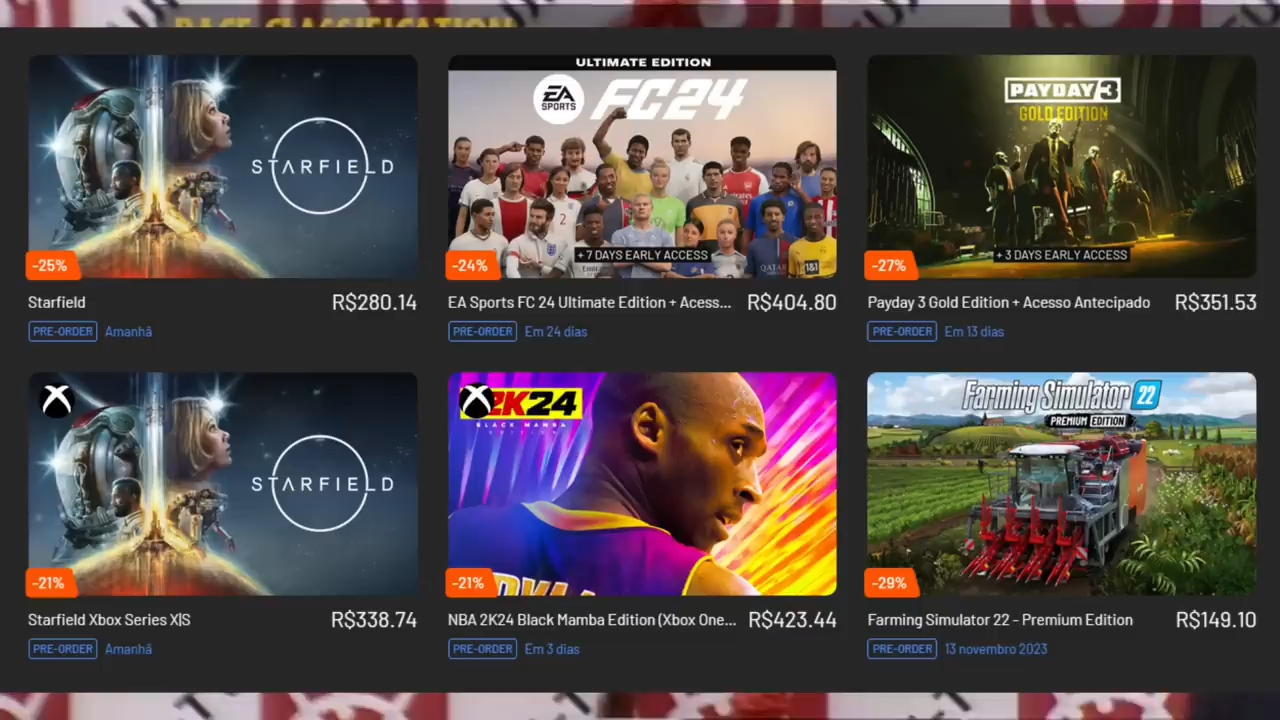 RACE CLASSIFICATION
STARFIELD
-25%
Starfield
R$280.14
PRE-ORDER Amanhã
ULTIMATE EDITION
EA SPORTS FC 24
+ 7 DAYS EARLY ACCESS
-24%
EA Sports FC 24 Ultimate Edition + Acess...
R$404.80
PRE-ORDER Em 24 dias
PAYDAY 3
GOLD EDITION
+ 3 DAYS EARLY ACCESS
-27%
Payday 3 Gold Edition + Acesso Antecipado
R$351.53
PRE-ORDER Em 13 dias
STARFIELD
-21%
Starfield Xbox Series X|S
R$338.74
PRE-ORDER Amanhã
2K24
BLACK MAMBA
EDITION
-21%
NBA 2K24 Black Mamba Edition (Xbox One...
R$423.44
PRE-ORDER Em 3 dias
Farming Simulator 22
PREMIUM EDITION
-29%
Farming Simulator 22 - Premium Edition
R$149.10
PRE-ORDER 13 novembro 2023